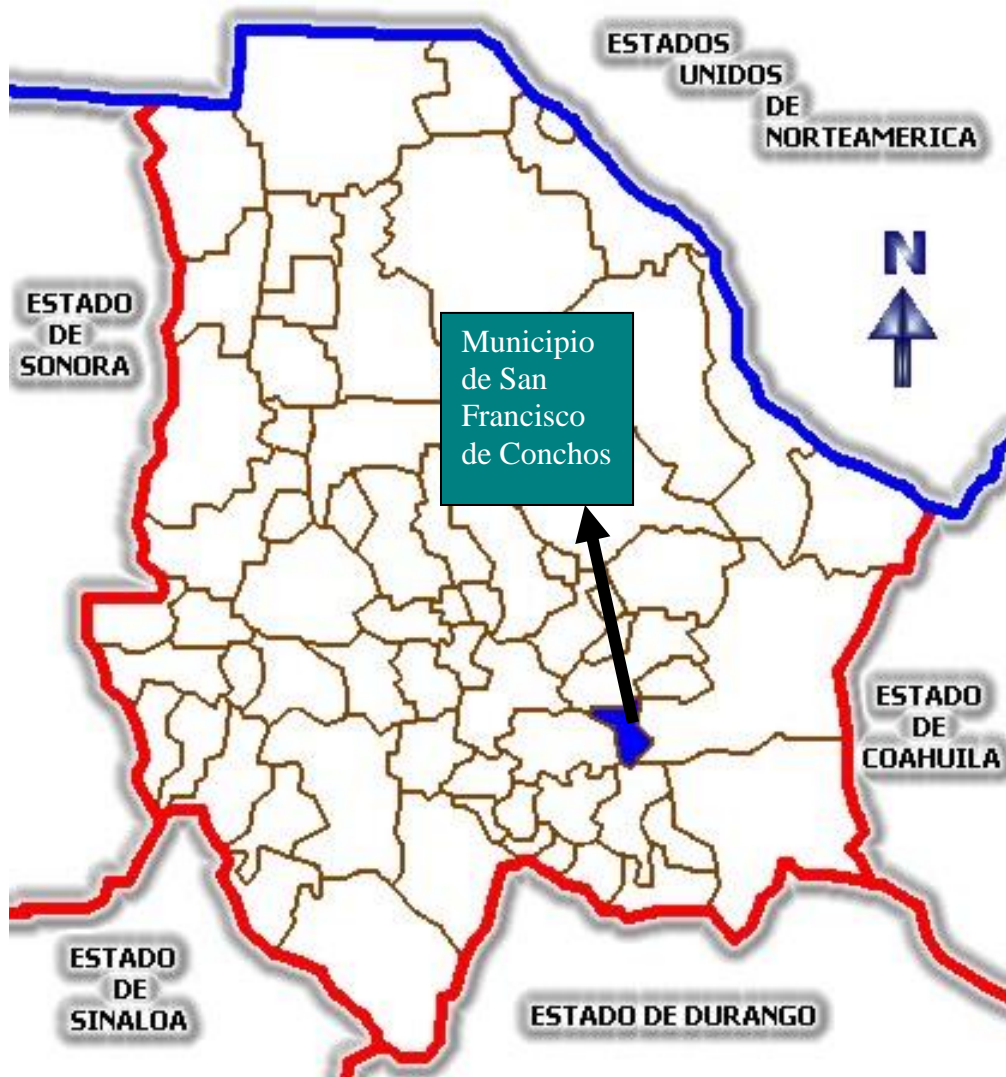 ESTADOS
UNIDOS
DE
NORTEAMERICA
N
ESTADO
DE
SONORA
Municipio
de San
Francisco
de Conchos
ESTADO
DE
COAHUILA
ESTADO
DE
SINALOA
ESTADO DE DURANGO